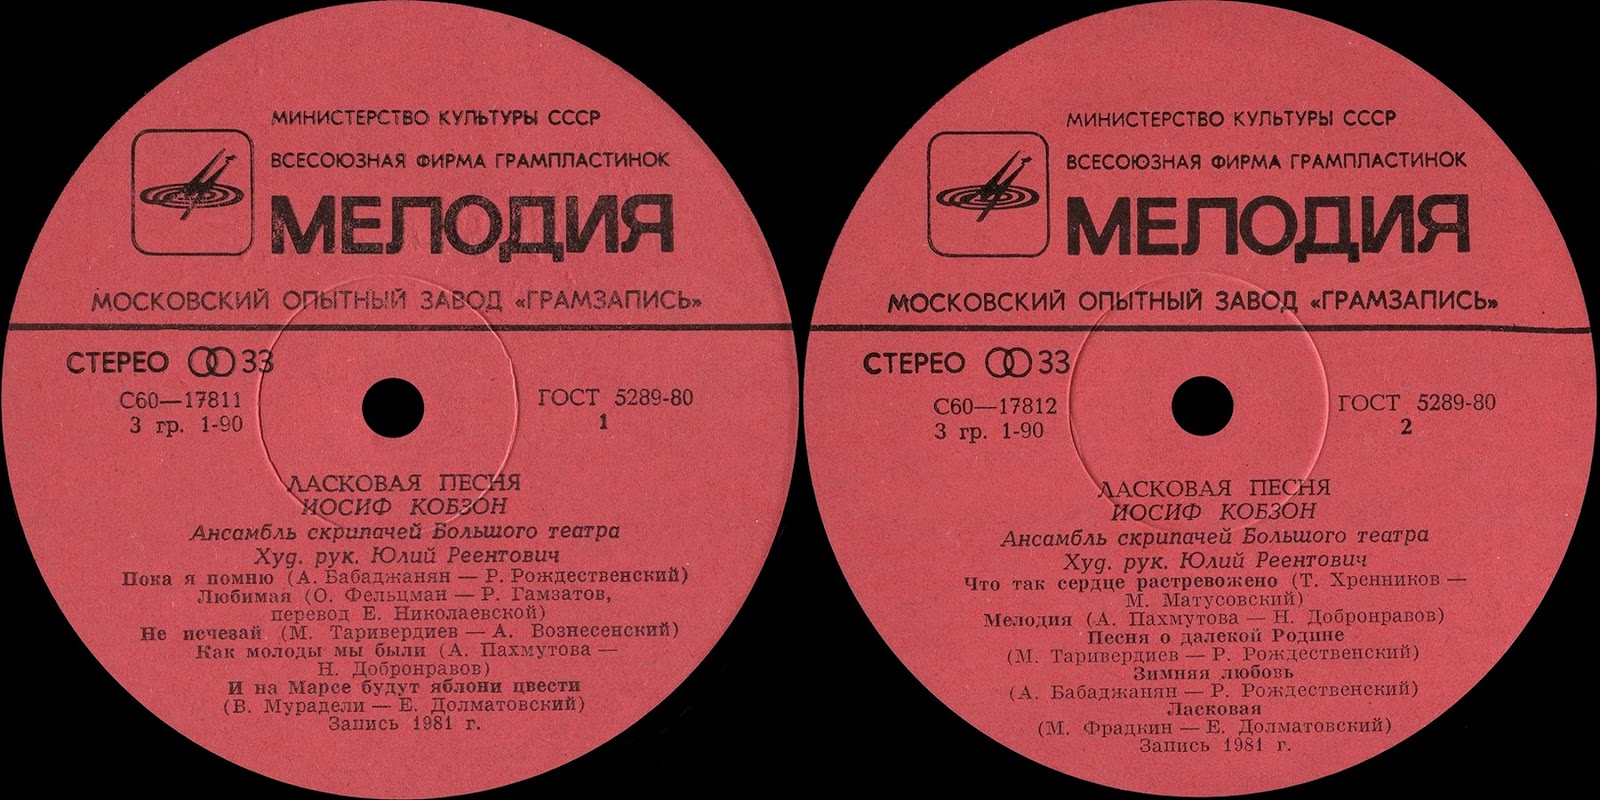 МИНИСТЕРСТВО КУЛЬТУРЫ СССР
ВСЕСОЮЗНАЯ ФИРМА ГРАМПЛАСТИНОК
МЕЛОДИЯ
МОСКОВСКИЙ ОПЫТНЫЙ ЗАВОД «ГРАМЗАПИСЬ»
СТЕРЕО 33
С60—17811
3 гр. 1-90
ГОСТ 5289-80
1
ЛАСКОВАЯ ПЕСНЯ
ИОСИФ КОБЗОН
Ансамбль скрипачей Большого театра
Худ. рук. Юлий Реентович
Пока я помню (А. Бабаджанян — Р. Рождественский)
Любимая (О. Фельцман — Р. Гамзатов,
перевод Е. Николаевской)
Не исчезай (М. Таривердиев — А. Вознесенский)
Как молоды мы были (А. Пахмутова —
Н. Добронравов)
И на Марсе будут яблони цвести
(В. Мурадели — Е. Долматовский)
Запись 1981 г.
МИНИСТЕРСТВО КУЛЬТУРЫ СССР
ВСЕСОЮЗНАЯ ФИРМА ГРАМПЛАСТИНОК
МЕЛОДИЯ
МОСКОВСКИЙ ОПЫТНЫЙ ЗАВОД «ГРАМЗАПИСЬ»
СТЕРЕО 33
С60—17812
3 гр. 1-90
ГОСТ 5289-80
2
ЛАСКОВАЯ ПЕСНЯ
ИОСИФ КОБЗОН
Ансамбль скрипачей Большого театра
Худ. рук. Юлий Реентович
Что так сердце растревожено (Т. Хренников —
М. Матусовский)
Мелодия (А. Пахмутова — Н. Добронравов)
Песня о далекой Родине
(М. Таривердиев — Р. Рождественский)
Зимняя любовь
(А. Бабаджанян — Р. Рождественский)
Ласковая
(М. Фрадкин — Е. Долматовский)
Запись 1981 г.